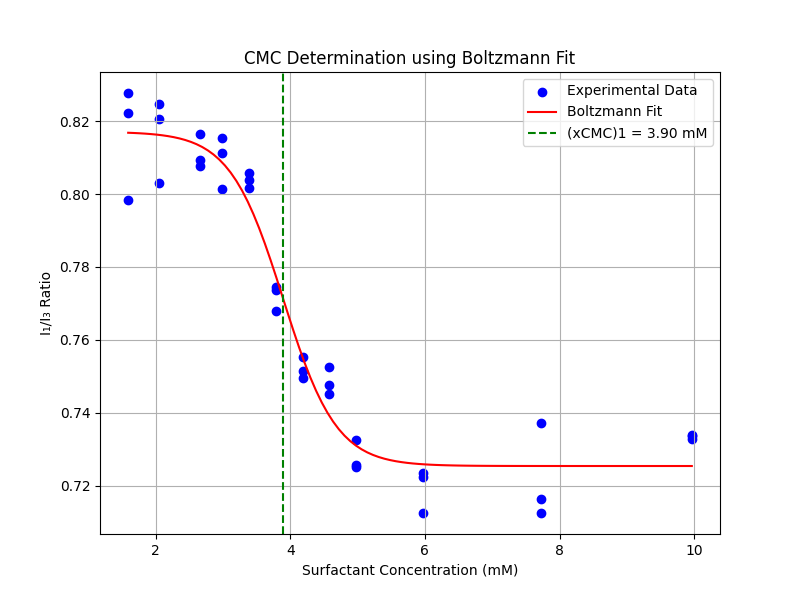 CMC Determination using Boltzmann Fit
Experimental Data
Boltzmann Fit
(xCMC)1 = 3.90 mM
0.82
0.80
0.78
0.76
0.74
0.72
I₁/I₃ Ratio
2
4
6
8
10
Surfactant Concentration (mM)